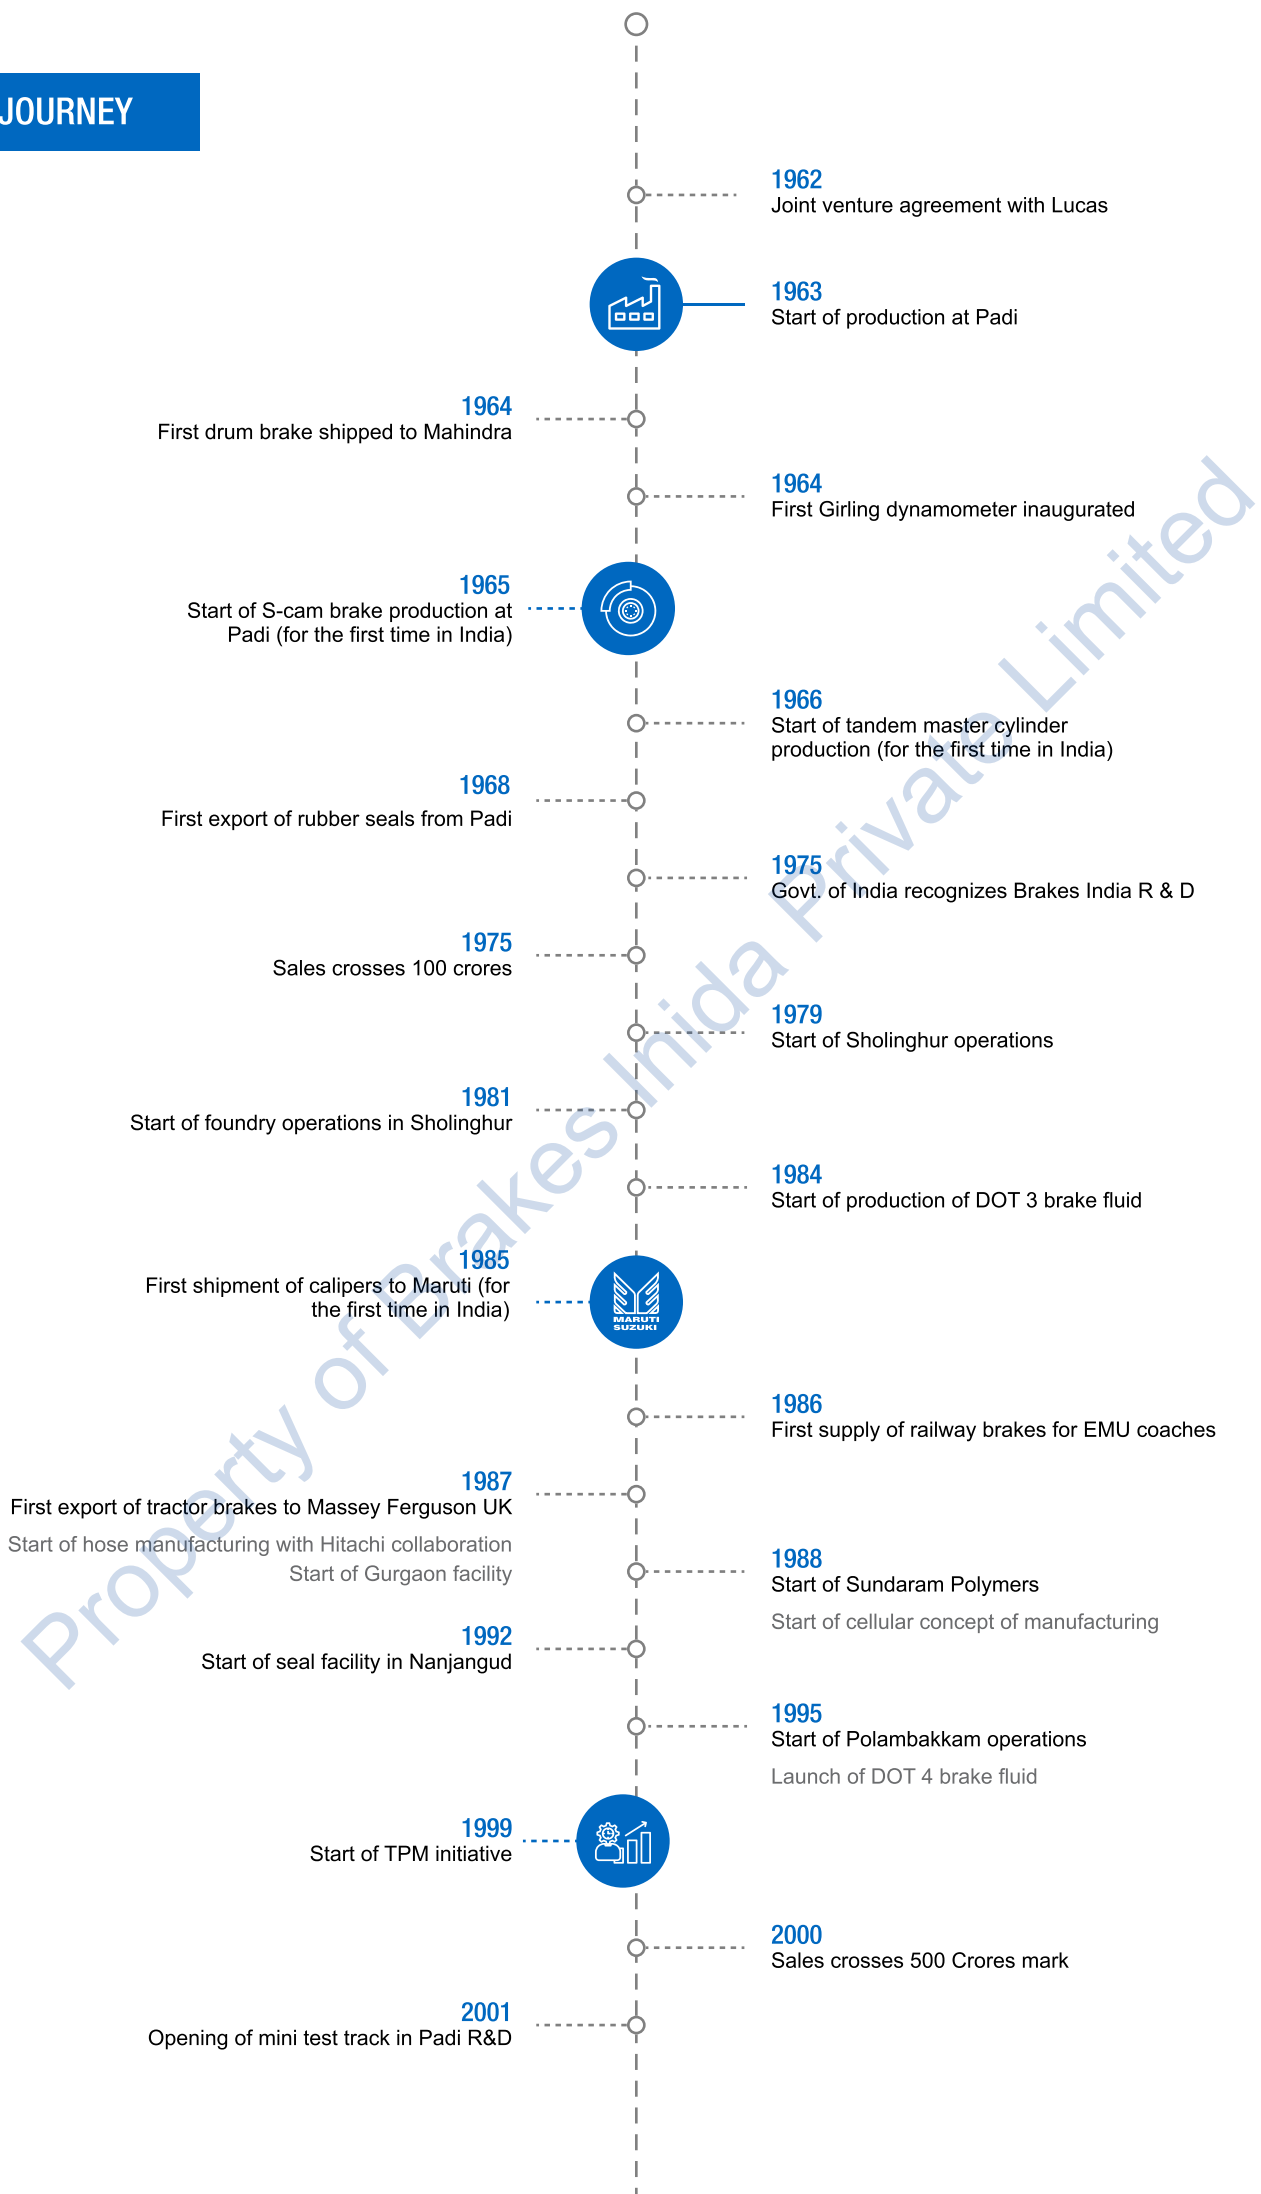 JOURNEY
1962
Joint venture agreement with Lucas
1963
Start of production at Padi
1964
First drum brake shipped to Mahindra
1964
First Girling dynamometer inaugurated
1965
Start of S-cam brake production at
Padi (for the first time in India)
1966
Start of tandem master cylinder
production (for the first time in India)
1968
First export of rubber seals from Padi
1975
Govt. of India recognizes Brakes India R & D
1975
Sales crosses 100 crores
1979
Start of Sholinghur operations
1981
Start of foundry operations in Sholinghur
1984
Start of production of DOT 3 brake fluid
1985
First shipment of calipers to Maruti (for
the first time in India)
MARUTI
SUZUKI
1986
First supply of railway brakes for EMU coaches
1987
First export of tractor brakes to Massey Ferguson UK
Start of hose manufacturing with Hitachi collaboration
Start of Gurgaon facility
1988
Start of Sundaram Polymers
Start of cellular concept of manufacturing
1992
Start of seal facility in Nanjangud
1995
Start of Polambakkam operations
Launch of DOT 4 brake fluid
1999
Start of TPM initiative
2000
Sales crosses 500 Crores mark
2001
Opening of mini test track in Padi R&D
Property of Brakes Inida Private Limited